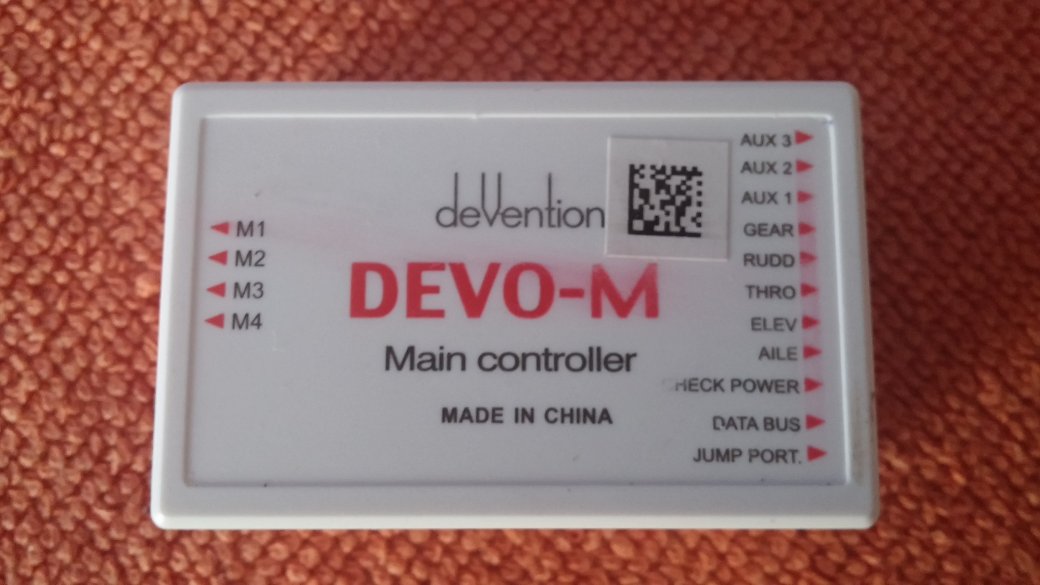 M1
M2
M3
M4
deVention
DEVO-M
Main controller
MADE IN CHINA
AUX 3
AUX 2
AUX 1
GEAR
RUDD
THRO
ELEV
AILE
HECK POWER
DATA BUS
JUMP PORT.